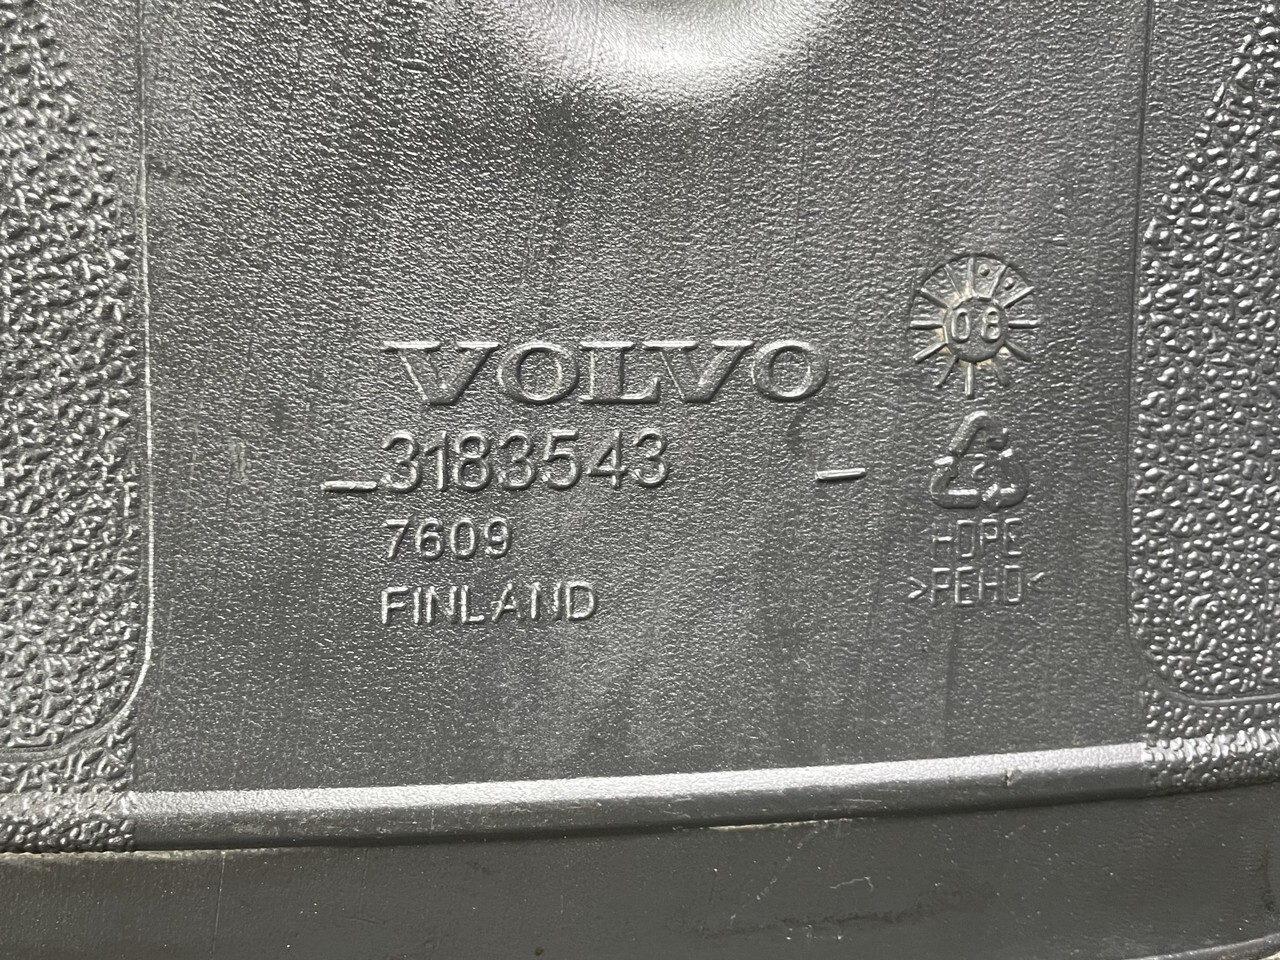 VOLVO
3183543
7609
FINLAND
08
HDPE
>PEHD<